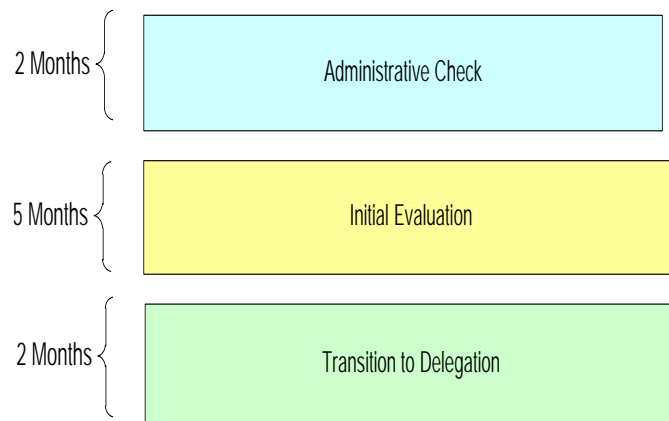 2 Months
Administrative Check
5 Months
Initial Evaluation
2 Months
Transition to Delegation